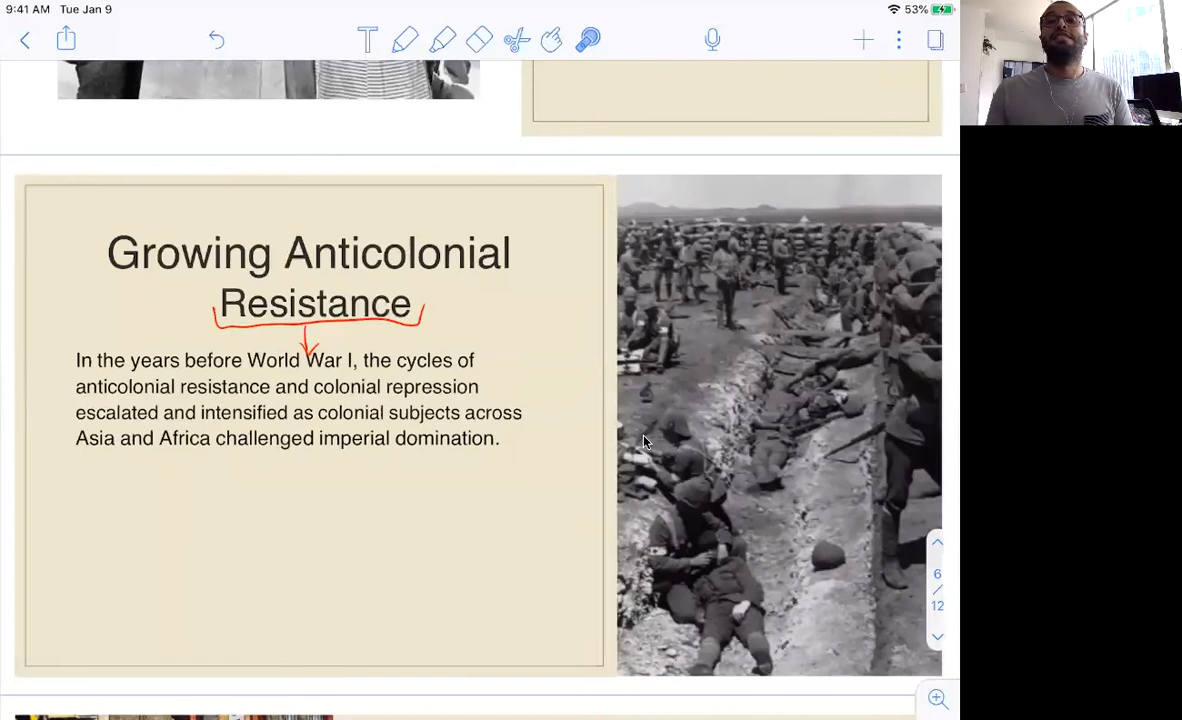 9:41 AM Tue Jan 9
53%
Growing Anticolonial
Resistance
In the years before World War I, the cycles of
anticolonial resistance and colonial repression
escalated and intensified as colonial subjects across
Asia and Africa challenged imperial domination.
6
/
12